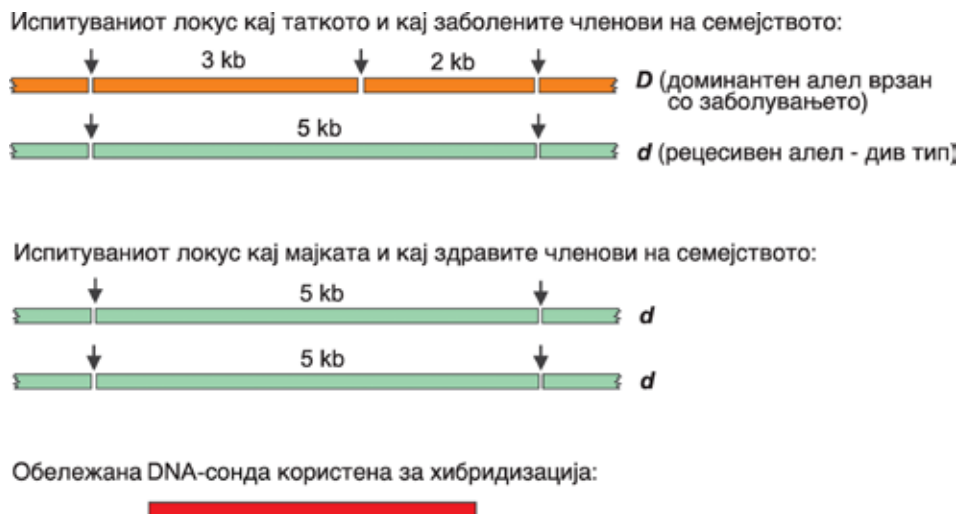 Испитуваниот локус кај таткото и кај заболените членови на семејството:
3 kb 2 kb
D (доминантен алел врзан
со заболувањето)
5 kb
d (рецесивен алел - див тип)
Испитуваниот локус кај мајката и кај здравите членови на семејството:
5 kb
d
5 kb
d
Обележана DNA-сонда користена за хибридизација: